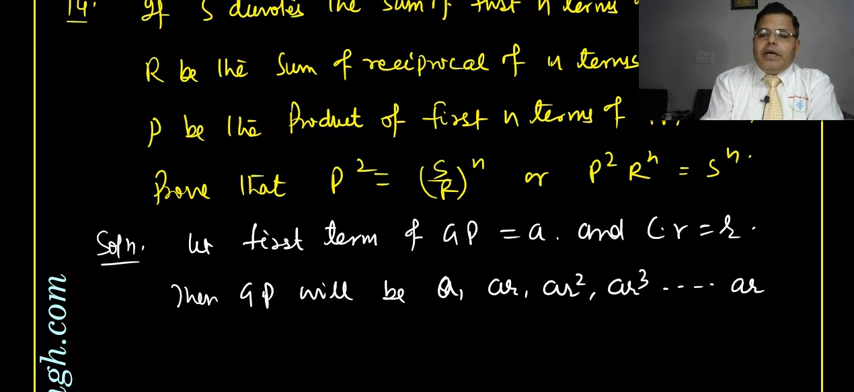 14. If S denotes the sum of first n terms
R be the sum of reciprocal of n terms
P be the Product of first n terms of
Prove that P² = (S/R)ⁿ or P² Rⁿ = Sⁿ.
Soln. Let first term of GP = a. and C.r = r.
Then GP will be a, ar, ar², ar³ ---- ar
ngh.com